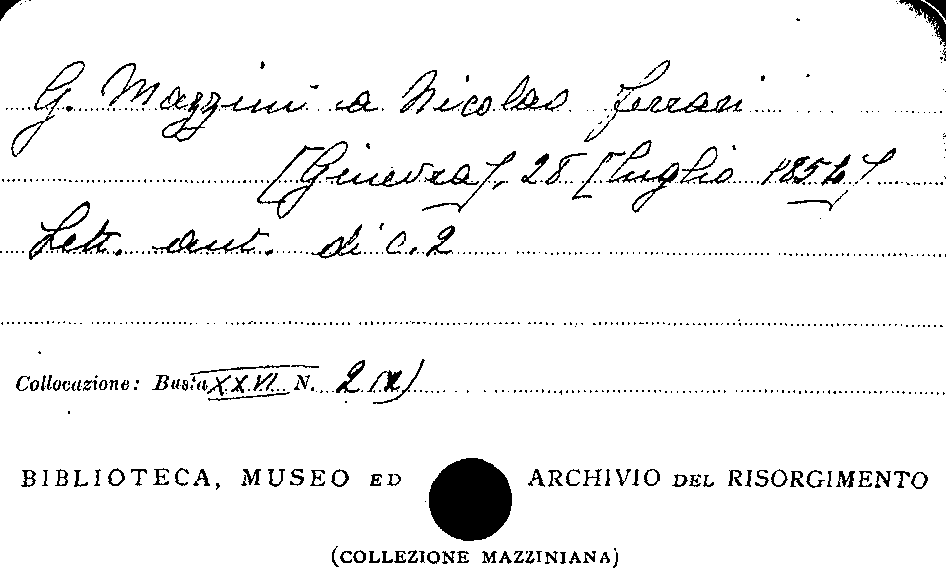 G. Mazzini a Nicolao Ferrari
[Ginevra], 28 [luglio 1854]
Lett. aut. di c. 2
Collocazione: Busta XXVI N. 2
BIBLIOTECA, MUSEO ED ARCHIVIO DEL RISORGIMENTO
(COLLEZIONE MAZZINIANA)